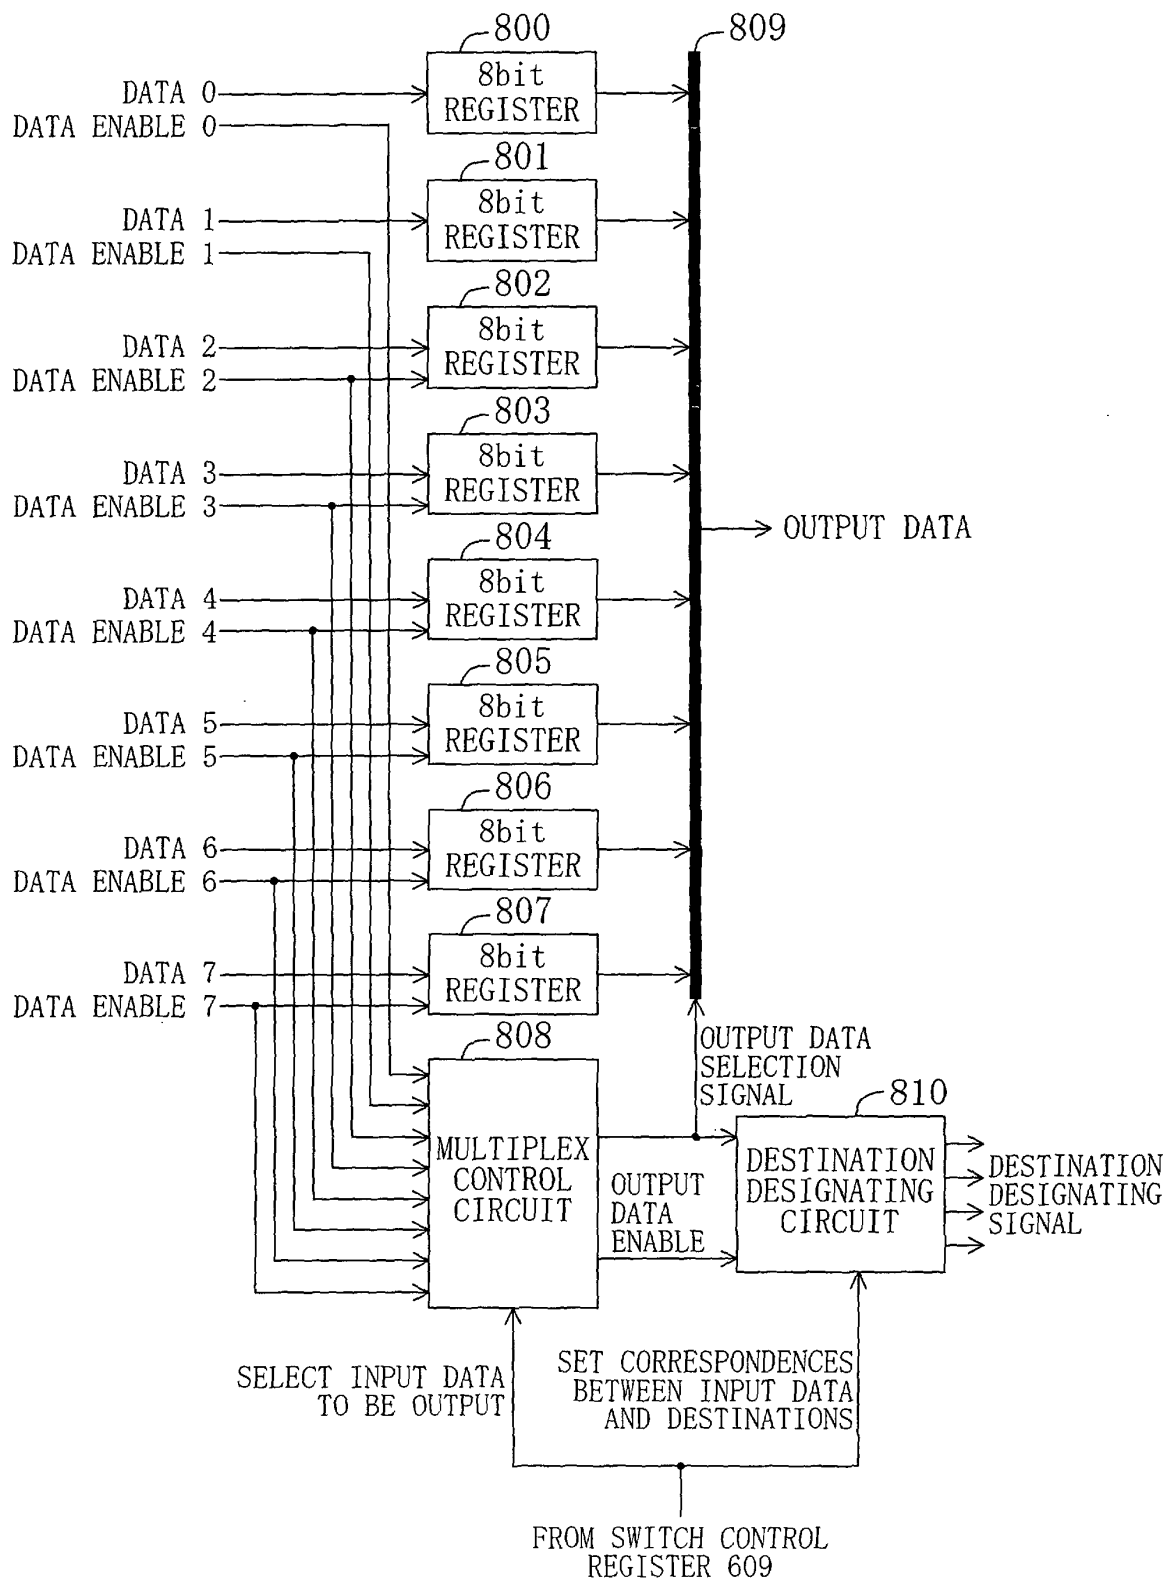 800
809
8bit
REGISTER
DATA 0
DATA ENABLE 0
801
8bit
REGISTER
DATA 1
DATA ENABLE 1
802
8bit
REGISTER
DATA 2
DATA ENABLE 2
803
8bit
REGISTER
DATA 3
DATA ENABLE 3
OUTPUT DATA
804
8bit
REGISTER
DATA 4
DATA ENABLE 4
805
8bit
REGISTER
DATA 5
DATA ENABLE 5
806
8bit
REGISTER
DATA 6
DATA ENABLE 6
807
8bit
REGISTER
DATA 7
DATA ENABLE 7
808
OUTPUT DATA
SELECTION
SIGNAL
810
MULTIPLEX
CONTROL
CIRCUIT
OUTPUT
DATA
ENABLE
DESTINATION
DESIGNATING
CIRCUIT
DESTINATION
DESIGNATING
SIGNAL
SELECT INPUT DATA
TO BE OUTPUT
SET CORRESPONDENCES
BETWEEN INPUT DATA
AND DESTINATIONS
FROM SWITCH CONTROL
REGISTER 609